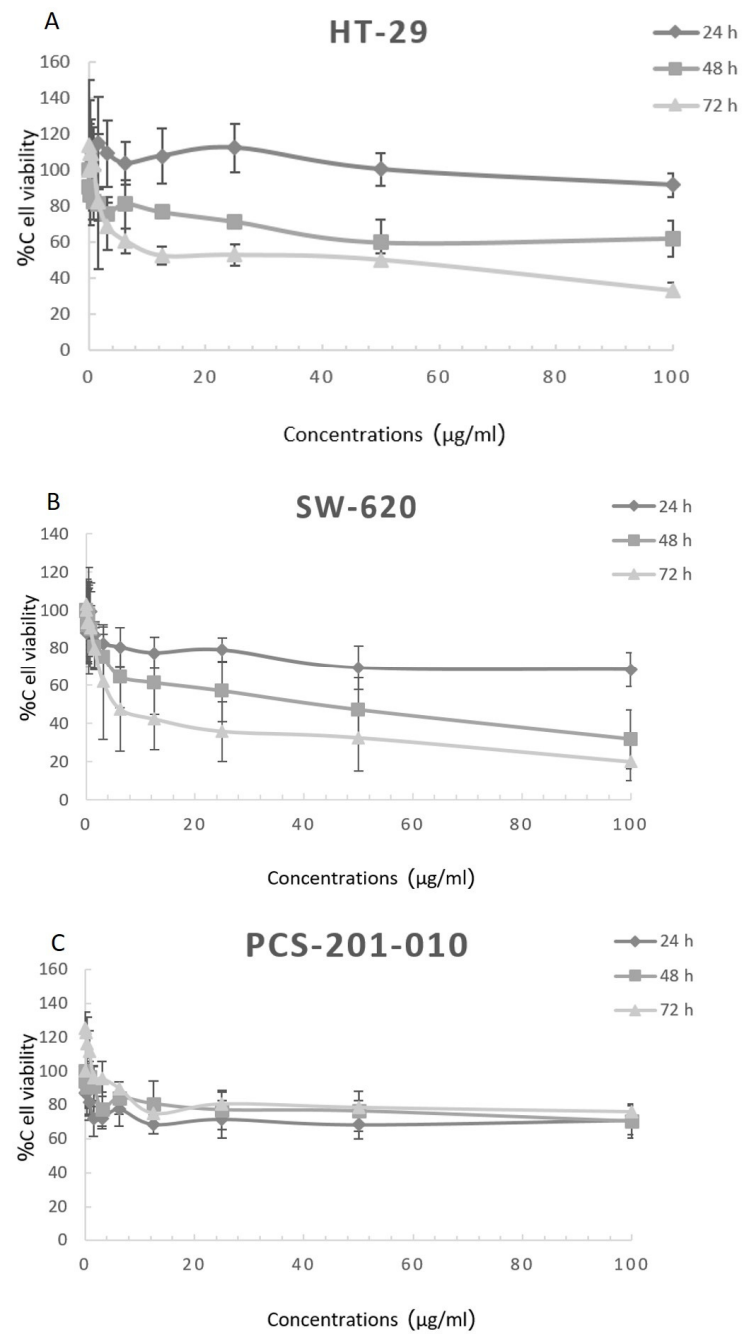 A
HT-29
24 h
48 h
72 h
160
140
120
100
80
60
40
20
0
%C ell viability
0 20 40 60 80 100
Concentrations (µg/ml)
B
SW-620
24 h
48 h
72 h
140
120
100
80
60
40
20
0
%C ell viability
0 20 40 60 80 100
Concentrations (µg/ml)
C
PCS-201-010
24 h
48 h
72 h
160
140
120
100
80
60
40
20
0
%C ell viability
0 20 40 60 80 100
Concentrations (µg/ml)